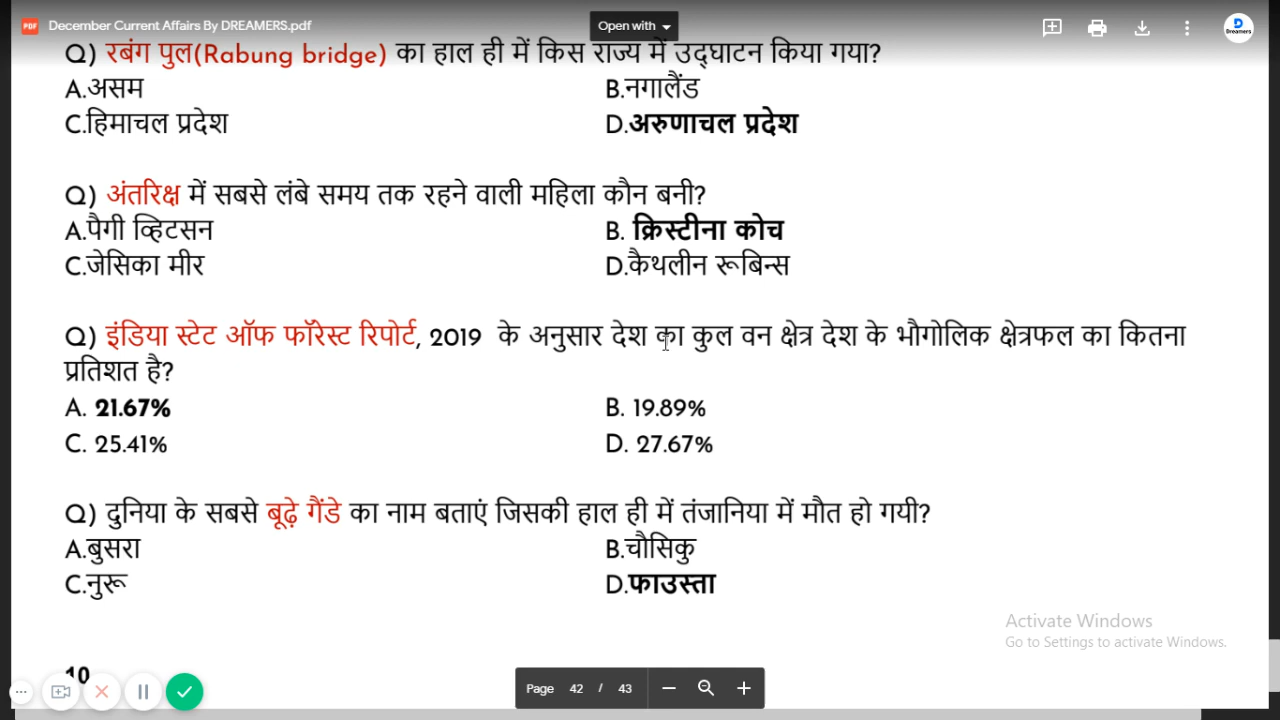 December Current Affairs By DREAMERS.pdf
Open with
Dreamers
Q) रबंग पुल(Rabung bridge) का हाल ही में किस राज्य में उद्घाटन किया गया?
A.असम B.नगालैंड
C.हिमाचल प्रदेश D.अरुणाचल प्रदेश
Q) अंतरिक्ष में सबसे लंबे समय तक रहने वाली महिला कौन बनी?
A.पैगी व्हिटसन B. क्रिस्टीना कोच
C.जेसिका मीर D.कैथलीन रूबिन्स
Q) इंडिया स्टेट ऑफ फॉरेस्ट रिपोर्ट, 2019 के अनुसार देश का कुल वन क्षेत्र देश के भौगोलिक क्षेत्रफल का कितना
प्रतिशत है?
A. 21.67% B. 19.89%
C. 25.41% D. 27.67%
Q) दुनिया के सबसे बूढ़े गैंडे का नाम बताएं जिसकी हाल ही में तंजानिया में मौत हो गयी?
A.बुसरा B.चौसिकु
C.नुरू D.फाउस्ता
Activate Windows
Go to Settings to activate Windows.
10
Page 42 / 43